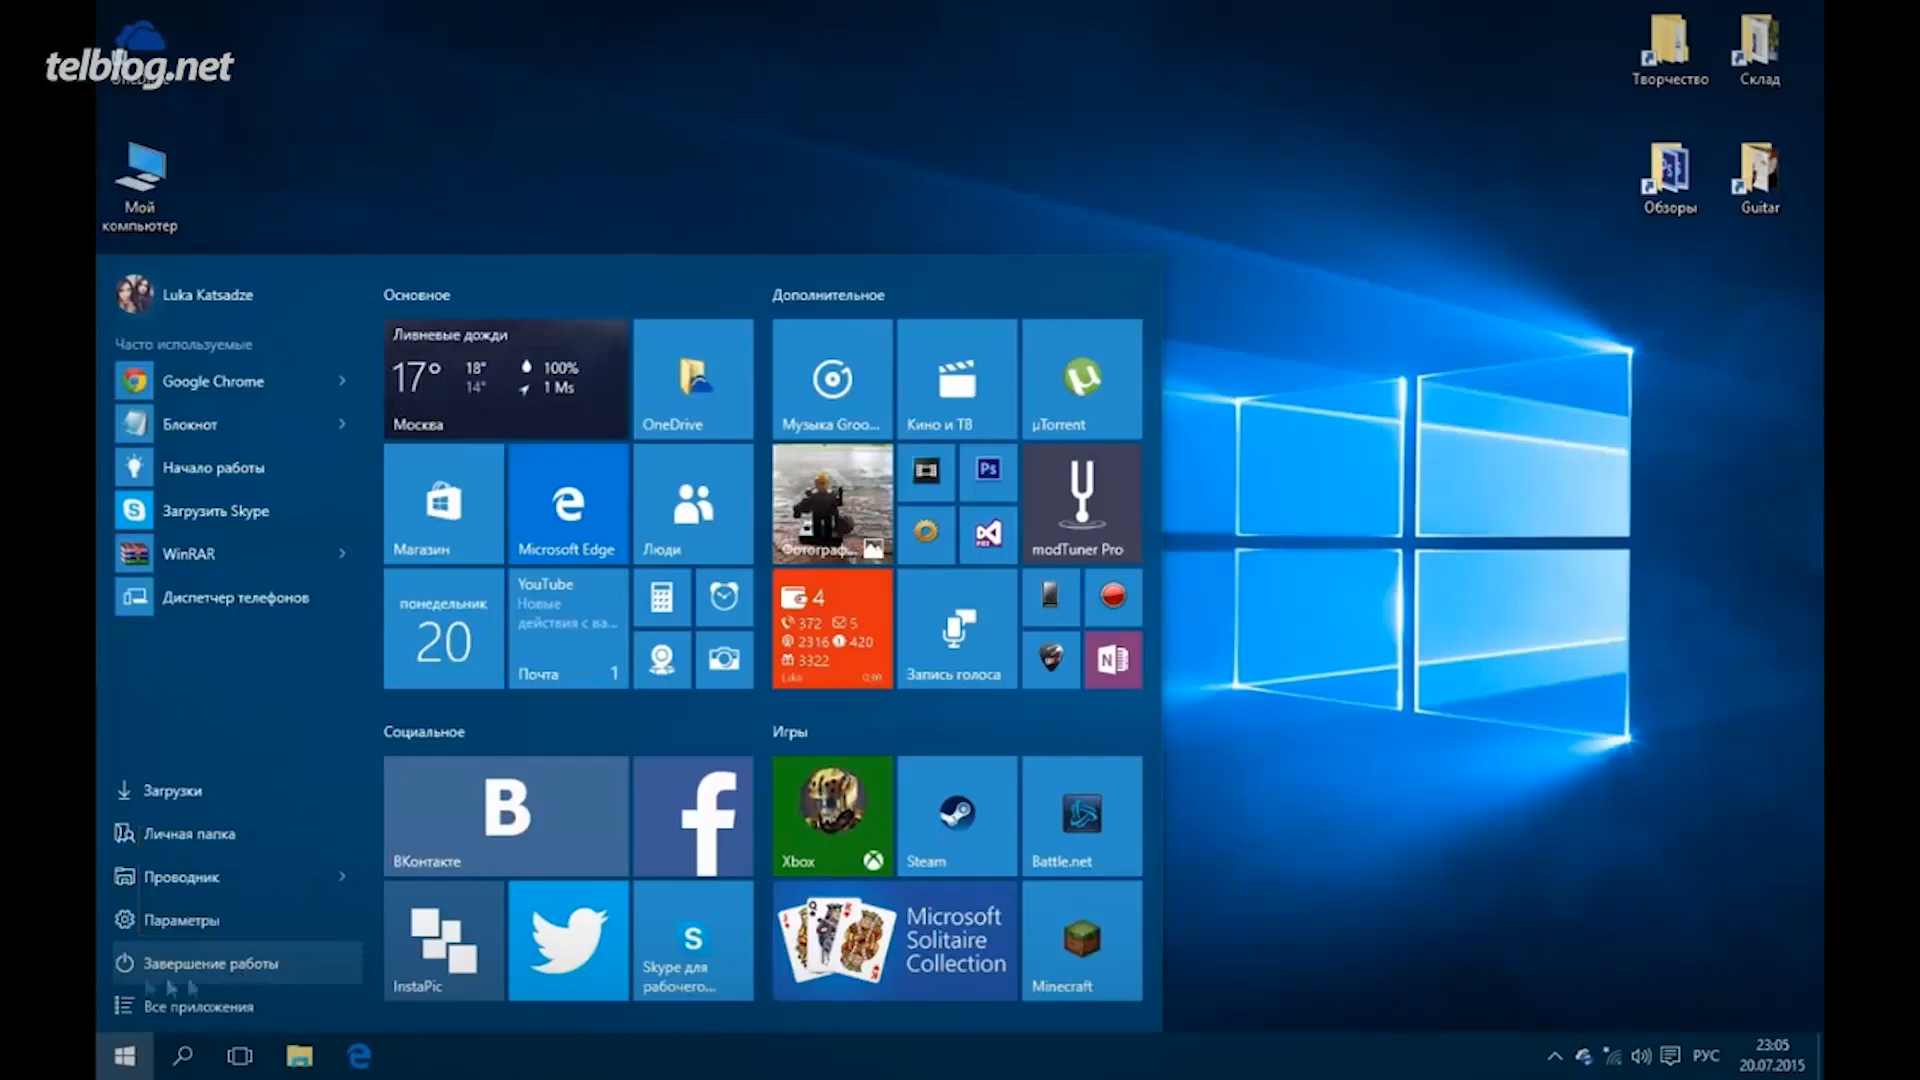 telblog.net
Мой
компьютер
Творчество
Склад
Обзоры
Guitar
Luka Katsadze
Часто используемые
Google Chrome
Блокнот
Начало работы
Загрузить Skype
WinRAR
Диспетчер телефонов
Загрузки
Личная папка
Проводник
Параметры
Завершение работы
Все приложения
Основное
Ливневые дожди
17° 18° 100%
14° 1 Мs
Москва
OneDrive
Магазин
Microsoft Edge
Люди
понедельник
20
YouTube
Новые
действия с ва...
Почта 1
Дополнительное
Музыка Groo...
Кино и ТВ
µTorrent
Фотограф...
Ps
modTuner Pro
4
372 5
2316 420
3322
Запись голоса
N
Социальное
В
ВКонтакте
f
InstaPic
S
Skype для
рабочего...
Игры
Xbox
Steam
Battle.net
Microsoft
Solitaire
Collection
Minecraft
РУС
23:05
20.07.2015